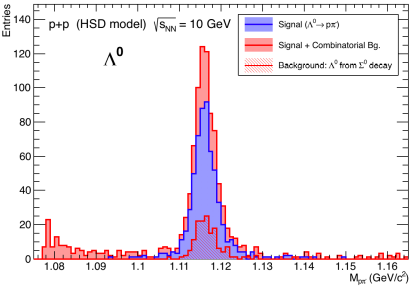 Entries
p+p (HSD model) √s_NN = 10 GeV
Λ⁰
Signal (Λ⁰→pπ⁻)
Signal + Combinatorial Bg.
Background: Λ⁰ from Σ⁰ decay
140
120
100
80
60
40
20
0
1.08 1.09 1.1 1.11 1.12 1.13 1.14 1.15 1.16
M_pπ (GeV/c²)